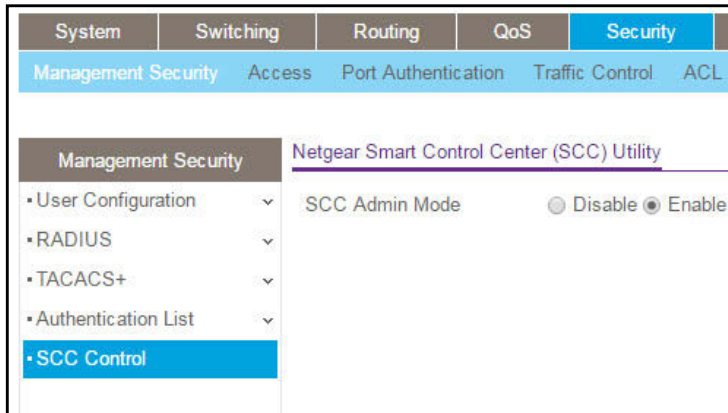 System Switching Routing QoS Security
Management Security Access Port Authentication Traffic Control ACL
Management Security
User Configuration
RADIUS
TACACS+
Authentication List
SCC Control
Netgear Smart Control Center (SCC) Utility
SCC Admin Mode Disable Enable